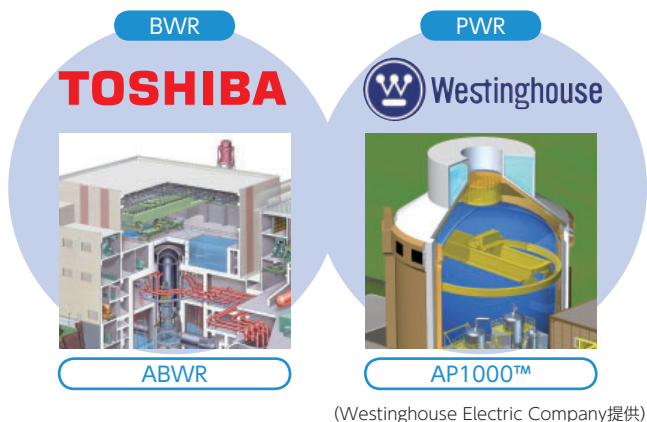 BWR
PWR
TOSHIBA
Westinghouse
ABWR
AP1000™
(Westinghouse Electric Company提供)